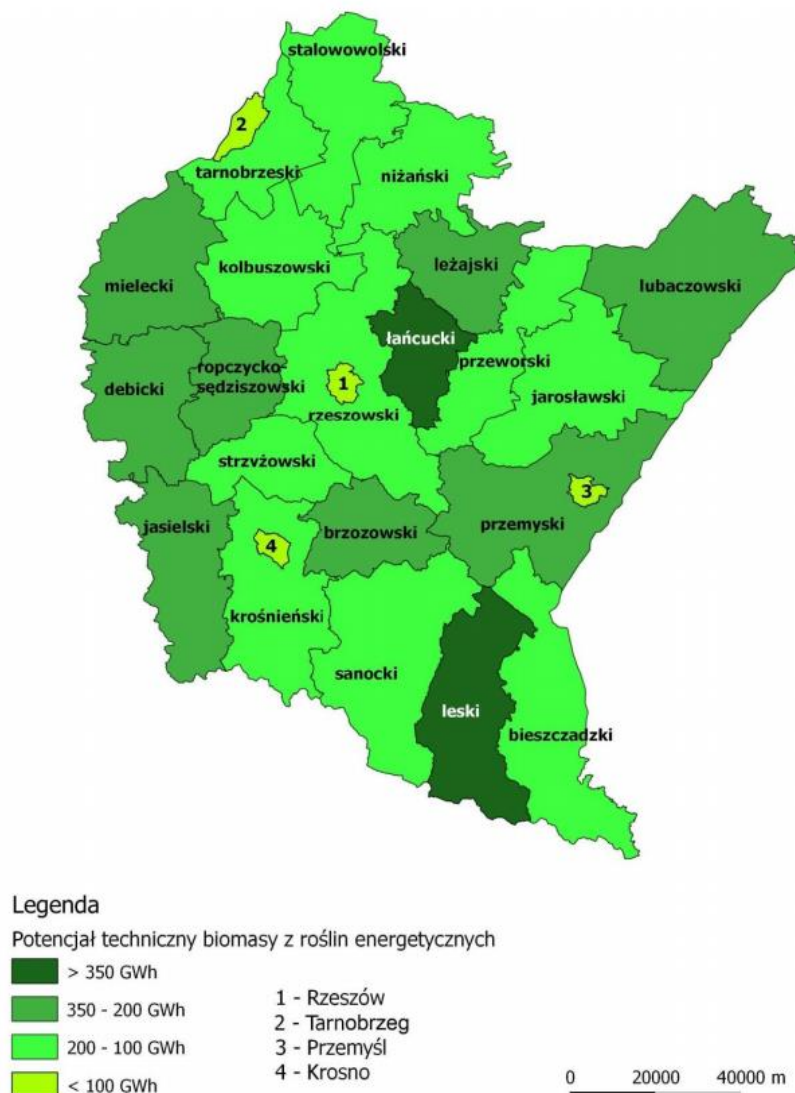 stalowowolski
2
tarnobrzeski
niżański
kolbuszowski
leżajski
mielecki
lubaczowski
łańcucki
ropczycko-
sędziszowski
przeworski
debicki
1
jarosławski
rzeszowski
strzyżowski
3
jasielski
brzozowski
przemyski
4
krośnieński
sanocki
leski
bieszczadzki
Legenda
Potencjał techniczny biomasy z roślin energetycznych
> 350 GWh
350 - 200 GWh
200 - 100 GWh
< 100 GWh
1 - Rzeszów
2 - Tarnobrzeg
3 - Przemyśl
4 - Krosno
0 20000 40000 m